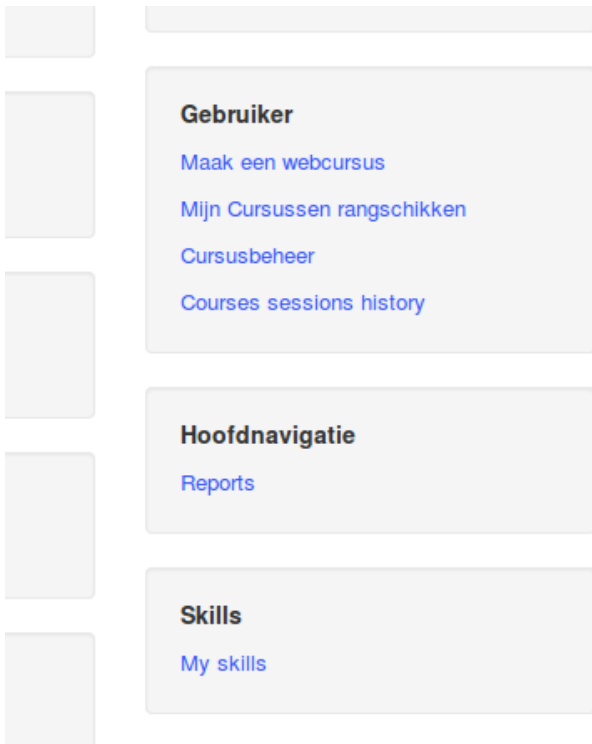 Gebruiker
Maak een webcursus
Mijn Cursussen rangschikken
Cursusbeheer
Courses sessions history
Hoofdnavigatie
Reports
Skills
My skills